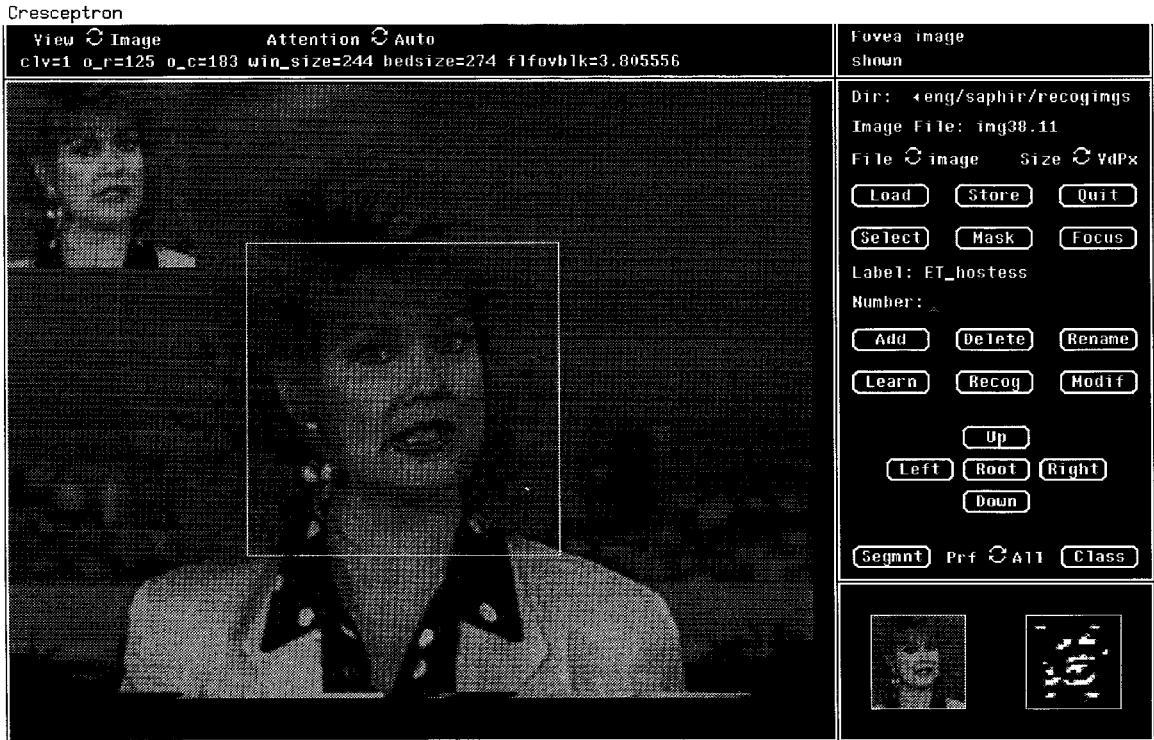 Cresceptron
View Image Attention Auto
clv=1 o_r=125 o_c=183 win_size=244 bedsize=274 flfovblk=3.805556
Fovea image
shown
Dir: eng/saphir/recogimgs
Image File: img38.11
File image Size VdPx
Load Store Quit
Select Mask Focus
Label: ET_hostess
Number:
Add Delete Rename
Learn Recog Modif
Up
Left Root Right
Down
Segmnt Prf All Class